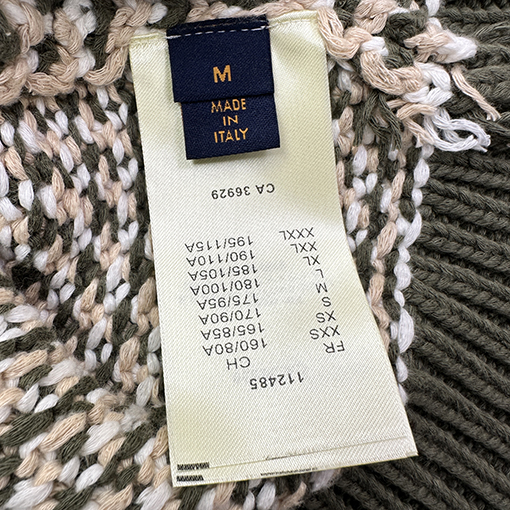 M
MADE
IN
ITALY
112485
FR CH
XXS 160/80A
XS 165/85A
S 170/90A
M 175/95A
L 180/100A
XL 185/105A
XXL 190/110A
XXXL 195/115A
CA 36929